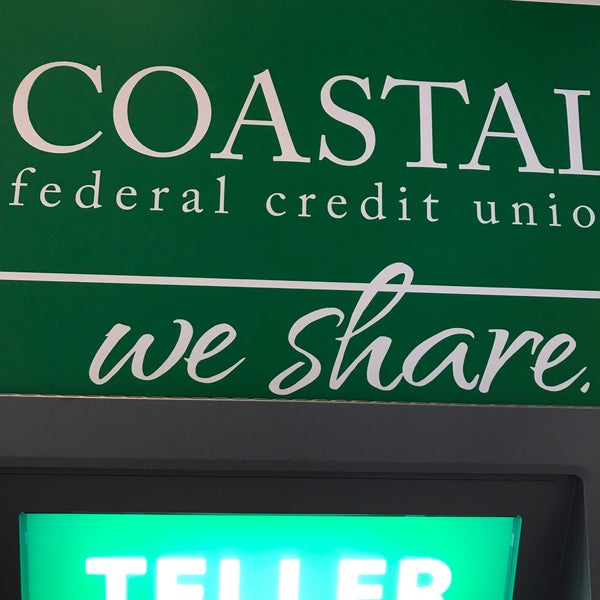 COASTAL
federal credit unio
we share.
TELLER